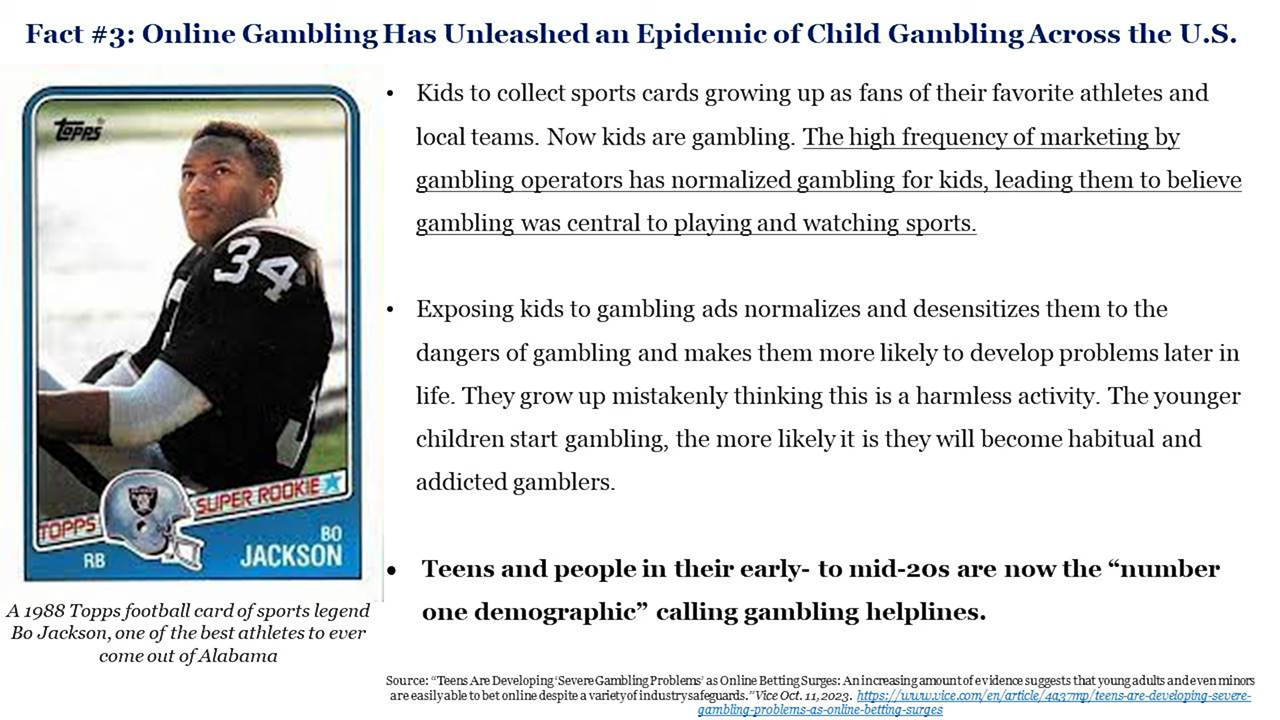 Fact #3: Online Gambling Has Unleashed an Epidemic of Child Gambling Across the U.S.
TOPPS
34
TOPPS SUPER ROOKIE
RB
BO
JACKSON
A 1988 Topps football card of sports legend
Bo Jackson, one of the best athletes to ever
come out of Alabama
• Kids to collect sports cards growing up as fans of their favorite athletes and
local teams. Now kids are gambling. The high frequency of marketing by
gambling operators has normalized gambling for kids, leading them to believe
gambling was central to playing and watching sports.
• Exposing kids to gambling ads normalizes and desensitizes them to the
dangers of gambling and makes them more likely to develop problems later in
life. They grow up mistakenly thinking this is a harmless activity. The younger
children start gambling, the more likely it is they will become habitual and
addicted gamblers.
• Teens and people in their early- to mid-20s are now the “number
one demographic” calling gambling helplines.
Source: “Teens Are Developing ‘Severe Gambling Problems’ as Online Betting Surges: An increasing amount of evidence suggests that young adults and even minors
are easily able to bet online despite a variety of industry safeguards.” Vice Oct. 11, 2023. https://www.vice.com/en/article/4a37mp/teens-are-developing-severe-
gambling-problems-as-online-betting-surges